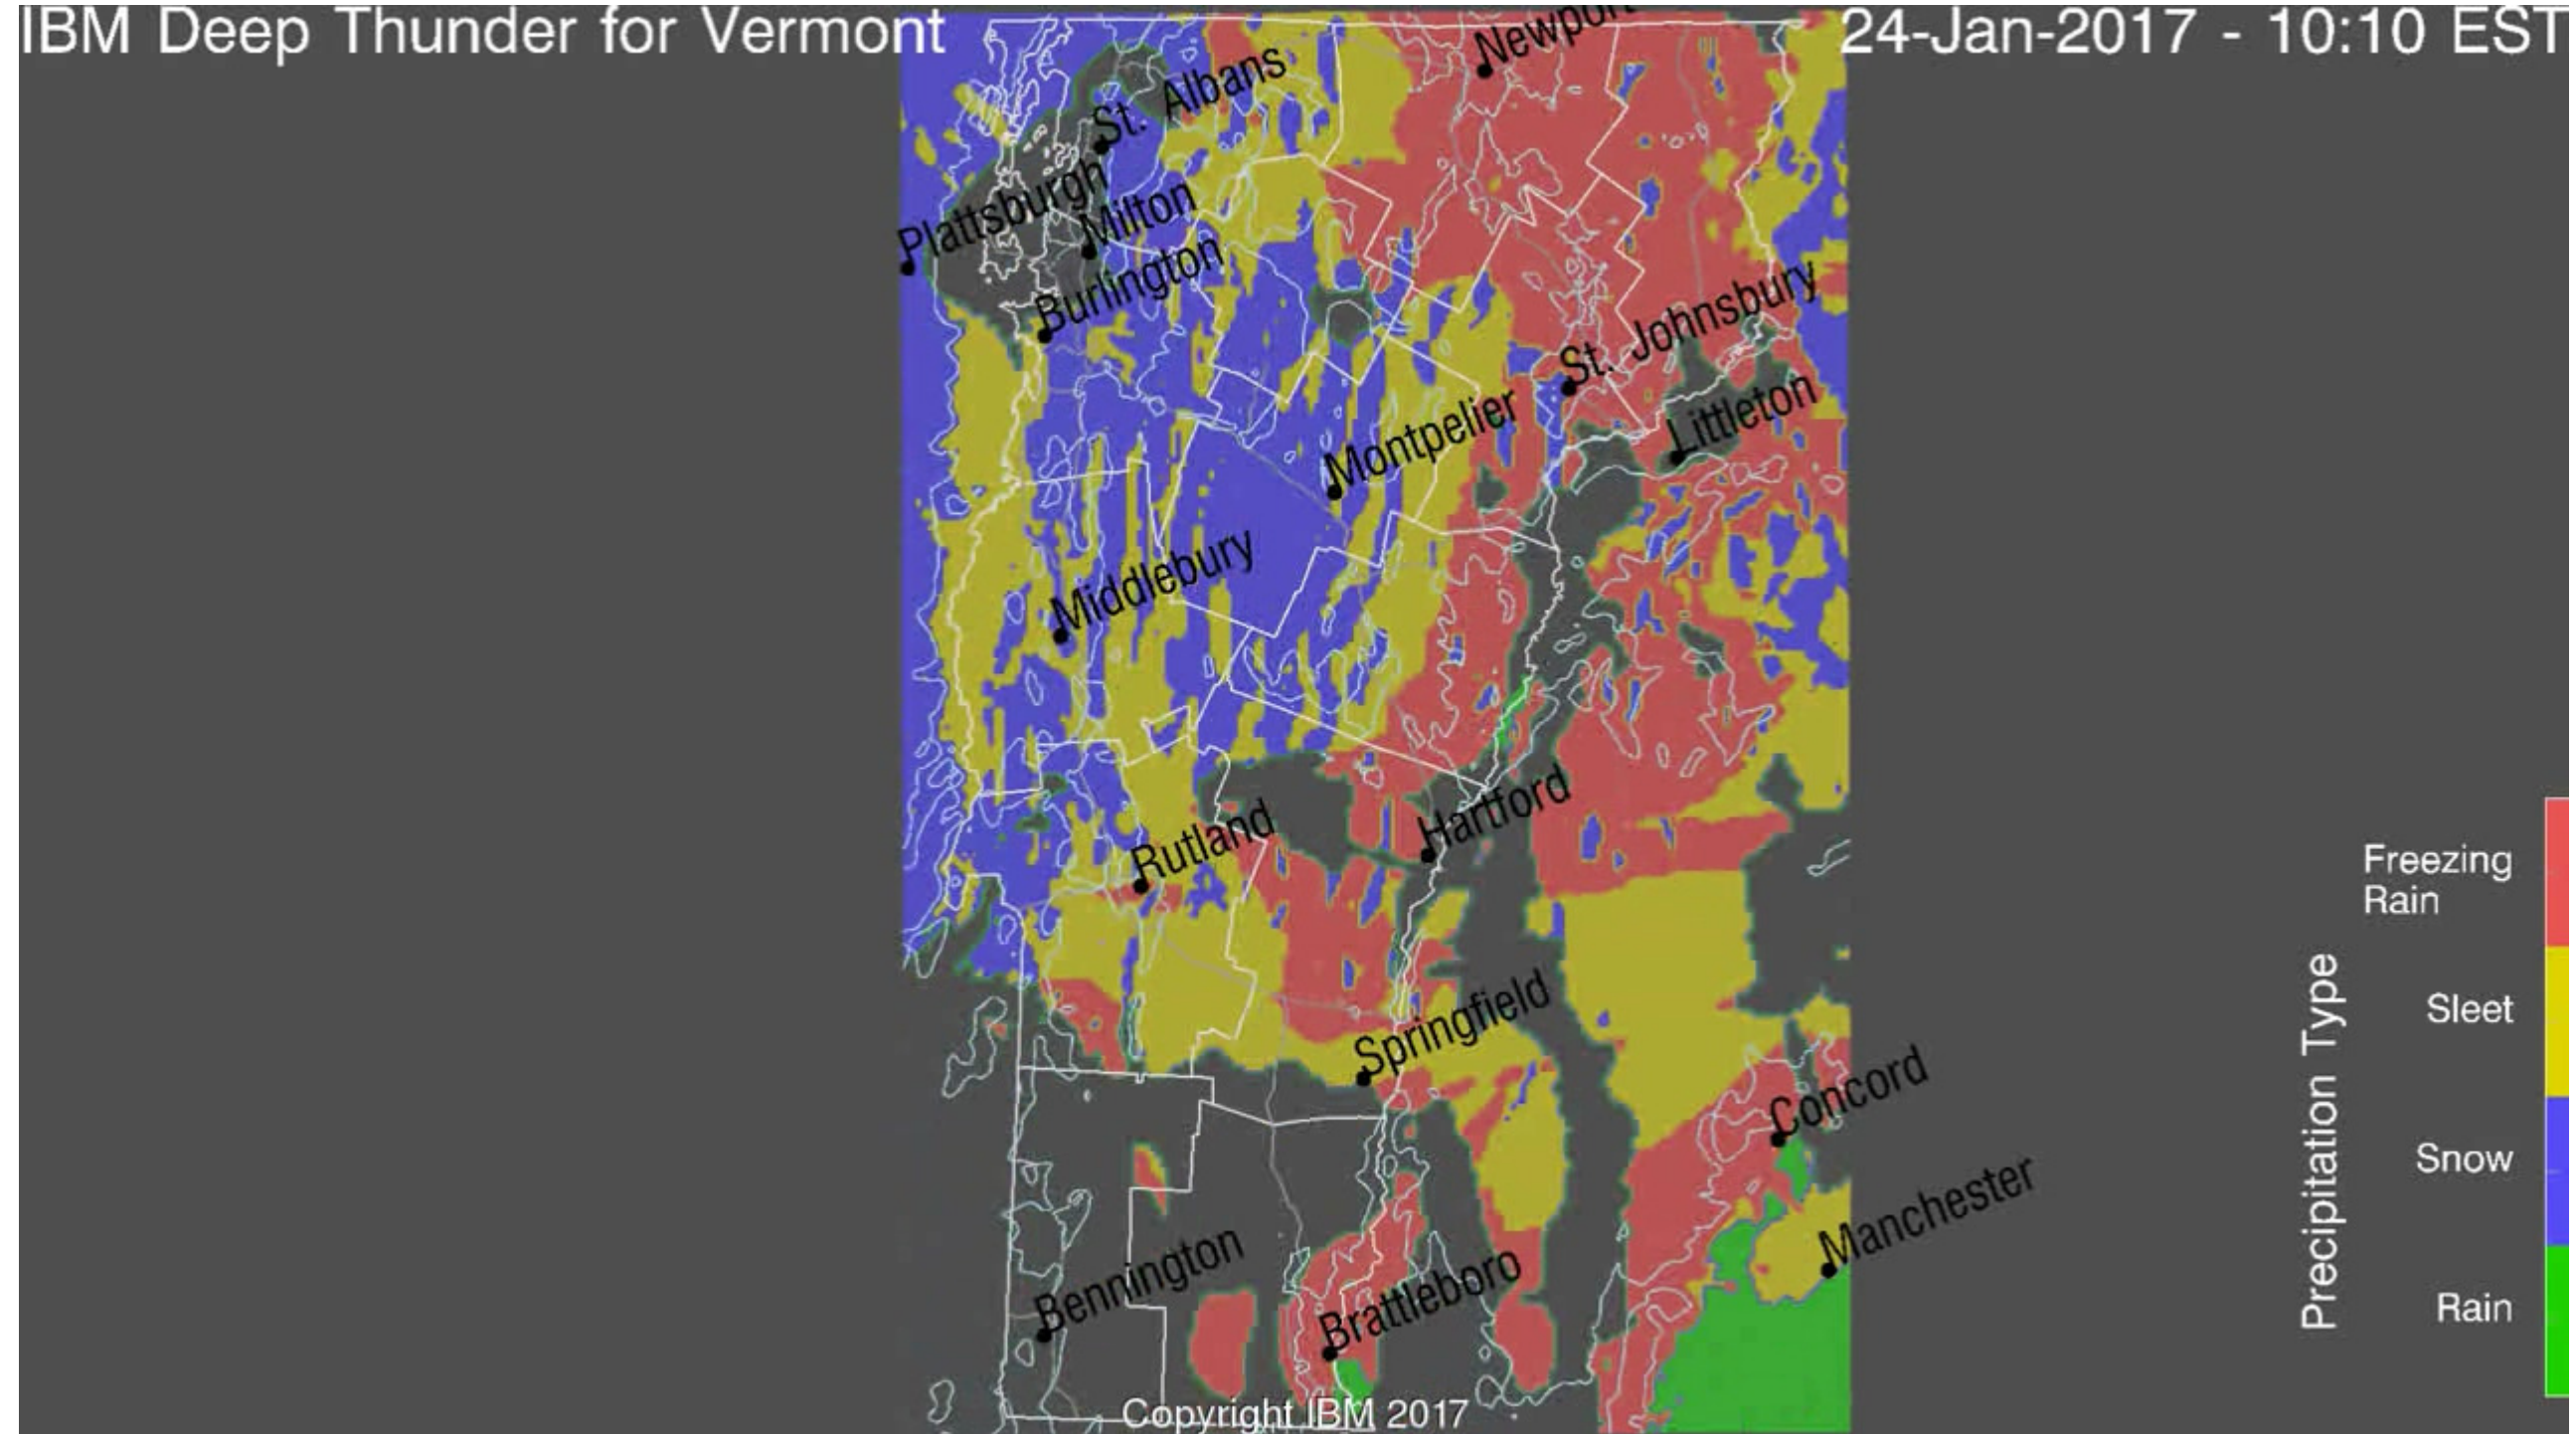 IBM Deep Thunder for Vermont
24-Jan-2017 - 10:10 EST
Newport
St. Albans
Plattsburgh
Milton
Burlington
St. Johnsbury
Littleton
Montpelier
Middlebury
Hartford
Rutland
Springfield
Concord
Manchester
Bennington
Brattleboro
Precipitation Type
Freezing
Rain
Sleet
Snow
Rain
Copyright IBM 2017